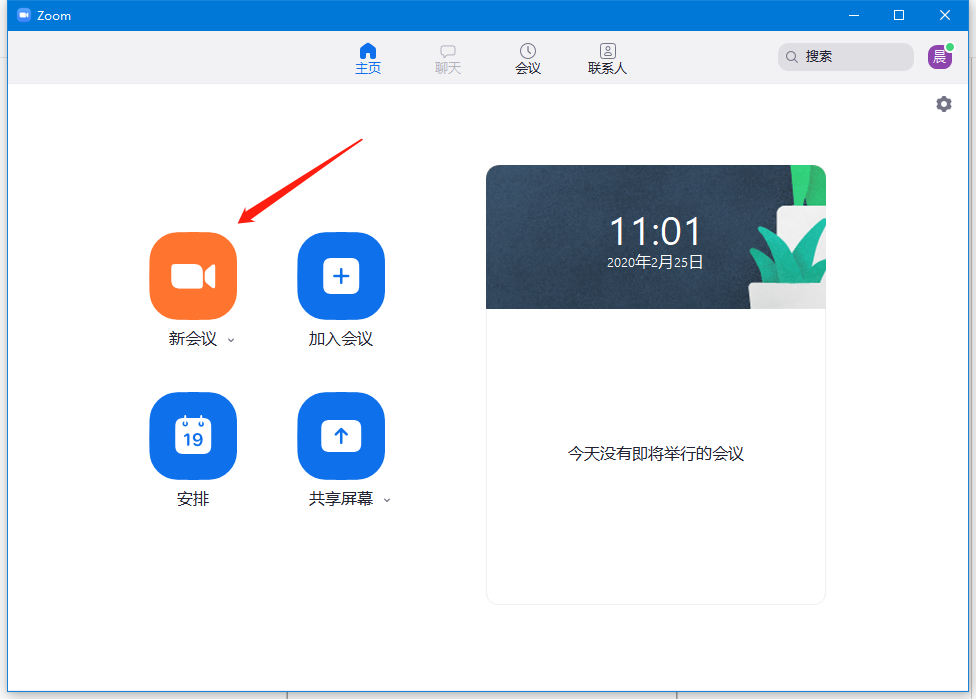 Zoom
主页
聊天
会议
联系人
搜索
晨
新会议
加入会议
19
安排
共享屏幕
11:01
2020年2月25日
今天没有即将举行的会议